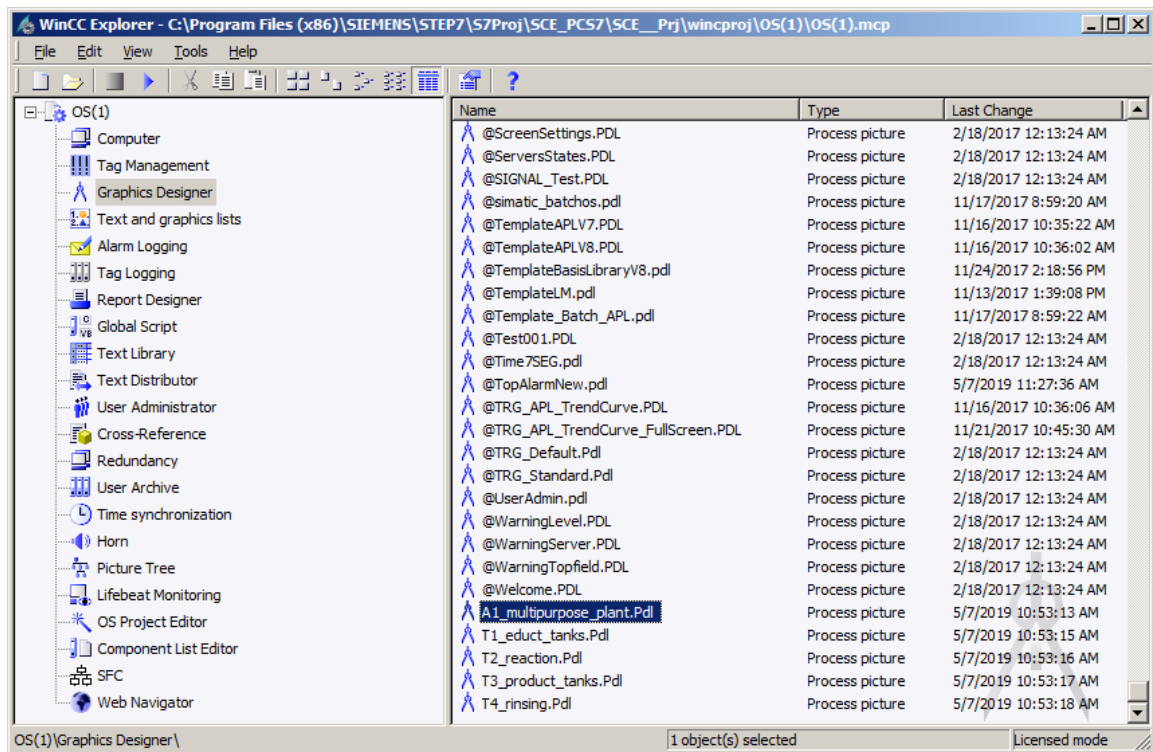 WinCC Explorer - C:\Program Files (x86)\SIEMENS\STEP7\S7Proj\SCE_PCS7\SCE__Prj\wincproj\OS(1)\OS(1).mcp
File Edit View Tools Help
OS(1)
Computer
Tag Management
Graphics Designer
Text and graphics lists
Alarm Logging
Tag Logging
Report Designer
Global Script
Text Library
Text Distributor
User Administrator
Cross-Reference
Redundancy
User Archive
Time synchronization
Horn
Picture Tree
Lifebeat Monitoring
OS Project Editor
Component List Editor
SFC
Web Navigator
Name Type Last Change
@ScreenSettings.PDL Process picture 2/18/2017 12:13:24 AM
@ServersStates.PDL Process picture 2/18/2017 12:13:24 AM
@SIGNAL_Test.PDL Process picture 2/18/2017 12:13:24 AM
@simatic_batchos.pdl Process picture 11/17/2017 8:59:20 AM
@TemplateAPLV7.PDL Process picture 11/16/2017 10:35:22 AM
@TemplateAPLV8.PDL Process picture 11/16/2017 10:36:02 AM
@TemplateBasisLibraryV8.pdl Process picture 11/24/2017 2:18:56 PM
@TemplateLM.pdl Process picture 11/13/2017 1:39:08 PM
@Template_Batch_APL.pdl Process picture 11/17/2017 8:59:22 AM
@Test001.PDL Process picture 2/18/2017 12:13:24 AM
@Time7SEG.pdl Process picture 2/18/2017 12:13:24 AM
@TopAlarmNew.pdl Process picture 5/7/2019 11:27:36 AM
@TRG_APL_TrendCurve.PDL Process picture 11/16/2017 10:36:06 AM
@TRG_APL_TrendCurve_FullScreen.PDL Process picture 11/21/2017 10:45:30 AM
@TRG_Default.Pdl Process picture 2/18/2017 12:13:24 AM
@TRG_Standard.Pdl Process picture 2/18/2017 12:13:24 AM
@UserAdmin.pdl Process picture 2/18/2017 12:13:24 AM
@WarningLevel.PDL Process picture 2/18/2017 12:13:24 AM
@WarningServer.PDL Process picture 2/18/2017 12:13:24 AM
@WarningTopfield.PDL Process picture 2/18/2017 12:13:24 AM
@Welcome.PDL Process picture 2/18/2017 12:13:24 AM
A1_multipurpose_plant.Pdl Process picture 5/7/2019 10:53:13 AM
T1_educt_tanks.Pdl Process picture 5/7/2019 10:53:15 AM
T2_reaction.Pdl Process picture 5/7/2019 10:53:16 AM
T3_product_tanks.Pdl Process picture 5/7/2019 10:53:17 AM
T4_rinsing.Pdl Process picture 5/7/2019 10:53:18 AM
OS(1)\Graphics Designer\ 1 object(s) selected Licensed mode